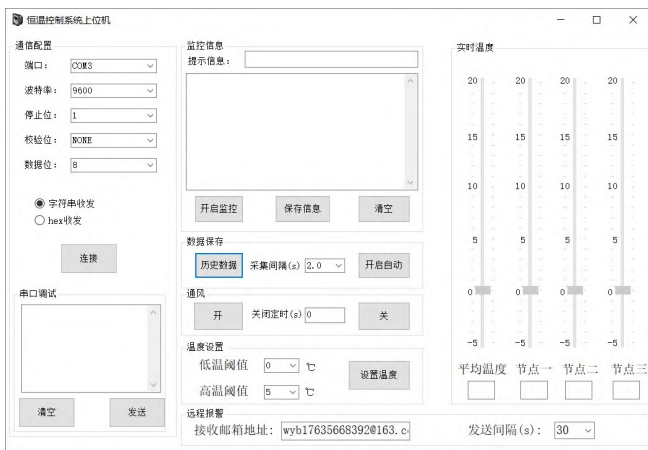 恒温控制系统上位机
通信配置
端口： COM3
波特率： 9600
停止位： 1
校验位： NONE
数据位： 8
字符串收发
hex收发
连接
串口调试
清空 发送
监控信息
提示信息：
开启监控 保存信息 清空
数据保存
历史数据 采集间隔(s) 2.0 开启自动
通风
开 关闭定时(s) 0 关
温度设置
低温阈值 0 ℃
高温阈值 5 ℃
设置温度
远程报警
接收邮箱地址： wyb17635668392@163.c 发送间隔(s)： 30
实时温度
20 20 20 20
15 15 15 15
10 10 10 10
5 5 5 5
0 0 0 0
-5 -5 -5 -5
平均温度 节点一 节点二 节点三